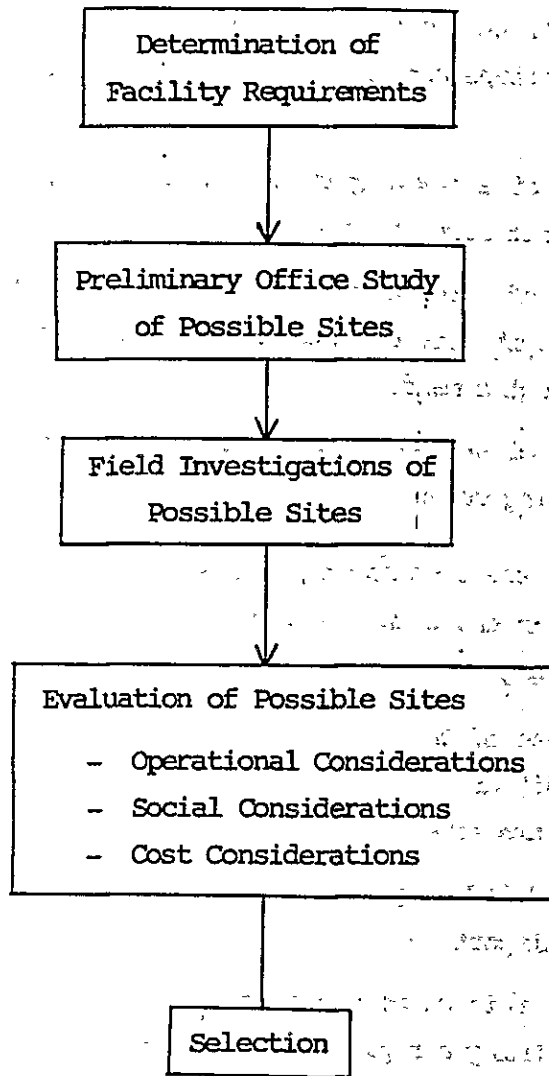 Determination of
Facility Requirements
Preliminary Office Study
of Possible Sites
Field Investigations of
Possible Sites
Evaluation of Possible Sites
- Operational Considerations
- Social Considerations
- Cost Considerations
Selection